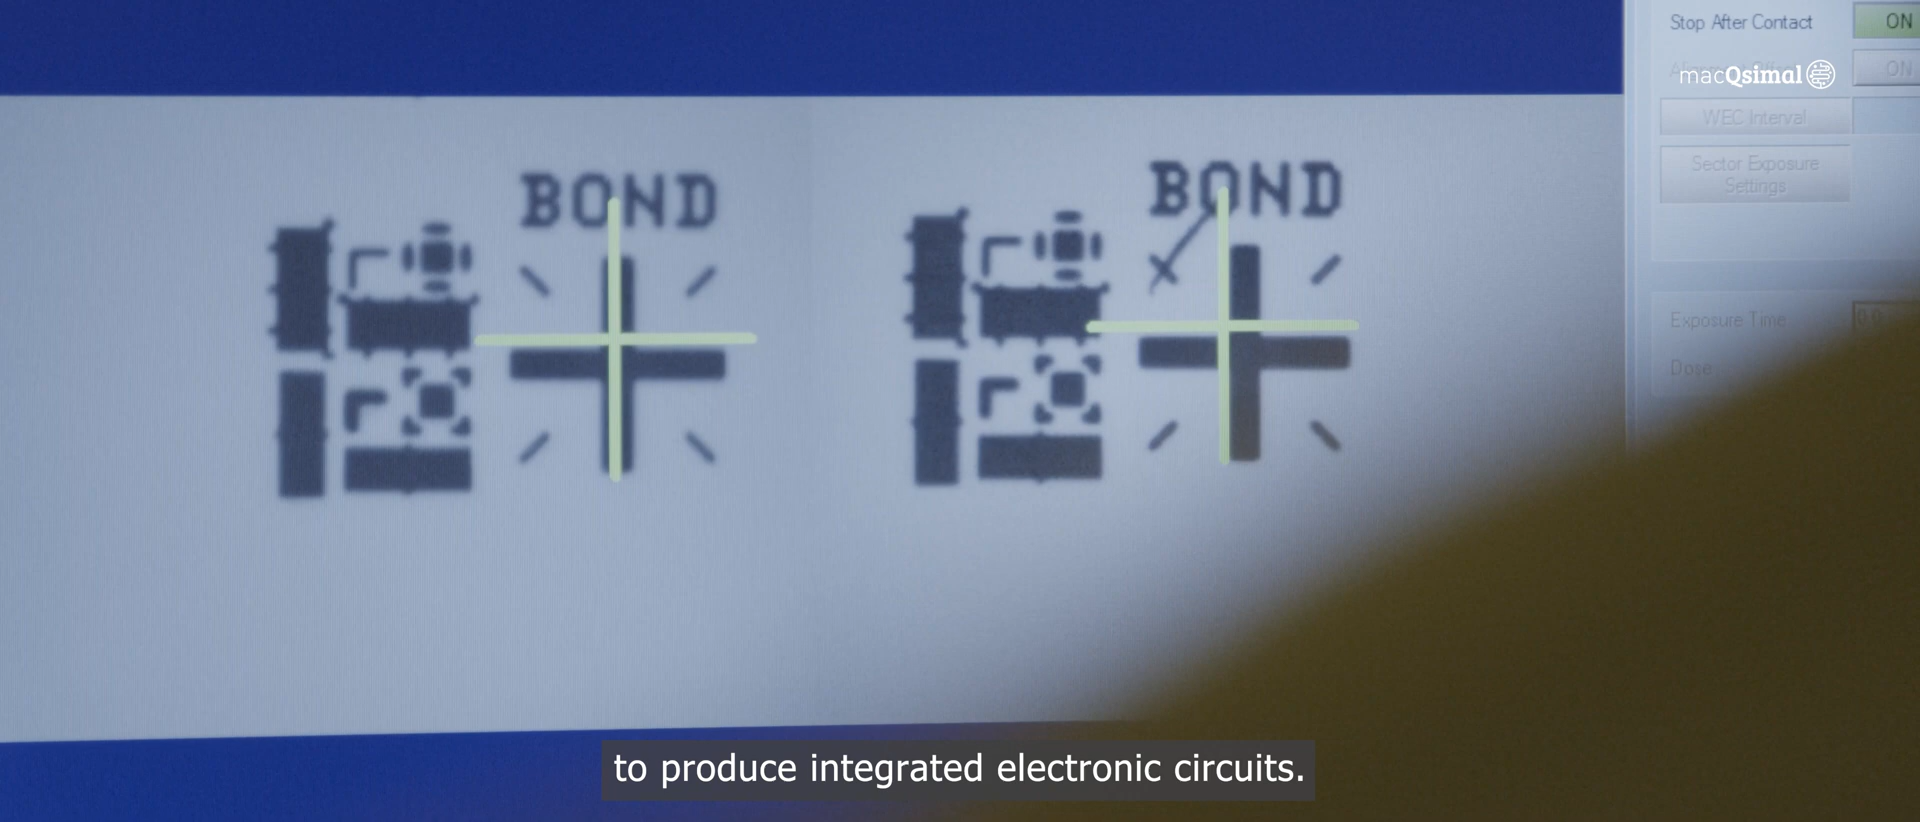 Stop After Contact ON
macQsimal
ON
WEC Interval
Sector Exposure
Settings
BOND
BOND
Exposure Time
Dose
to produce integrated electronic circuits.